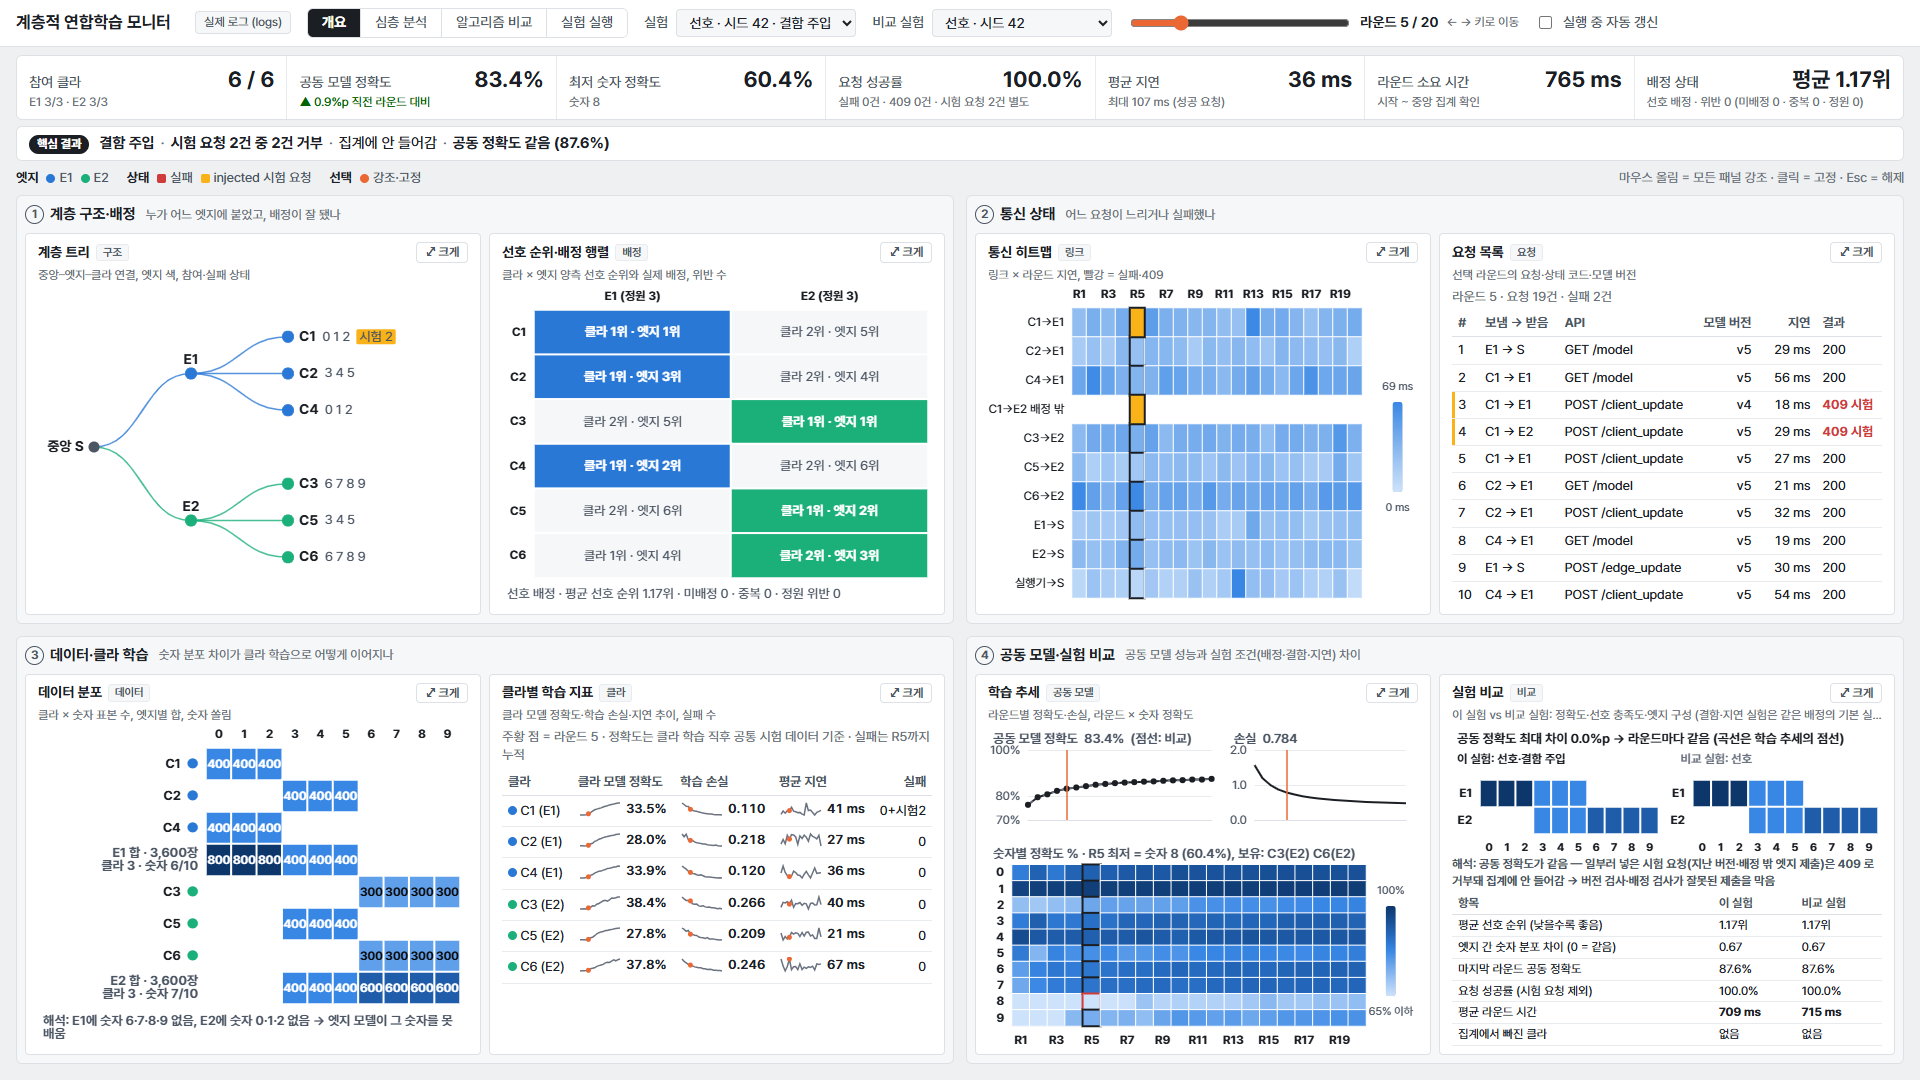 계층적 연합학습 모니터 실제 로그 (logs) 개요 심층 분석 알고리즘 비교 실험 실행 실험 선호 · 시드 42 · 결함 주입 비교 실험 선호 · 시드 42 라운드 5 / 20 ← → 키로 이동 실행 중 자동 갱신
참여 클라 6 / 6 공동 모델 정확도 83.4% 최저 숫자 정확도 60.4% 요청 성공률 100.0% 평균 지연 36 ms 라운드 소요 시간 765 ms 배정 상태 평균 1.17위
E1 3/3 · E2 3/3 ▲ 0.9%p 직전 라운드 대비 숫자 8 실패 0건 · 409 0건 · 시험 요청 2건 별도 최대 107 ms (성공 요청) 시작 ~ 중앙 집계 확인 선호 배정 · 위반 0 (미배정 0 · 중복 0 · 정원 0)
핵심 결과 결함 주입 · 시험 요청 2건 중 2건 거부 · 집계에 안 들어감 · 공동 정확도 같음 (87.6%)
엣지 E1 E2 상태 실패 injected 시험 요청 선택 강조·고정 마우스 올림 = 모든 패널 강조 · 클릭 = 고정 · Esc = 해제
1 계층 구조·배정 누가 어느 엣지에 붙었고, 배정이 잘 됐나
계층 트리 구조 ⤢ 크게
중앙–엣지–클라 연결, 엣지 색, 참여·실패 상태
C1 0 1 2 시험 2
E1
C2 3 4 5
C4 0 1 2
중앙 S
C3 6 7 8 9
E2
C5 3 4 5
C6 6 7 8 9
선호 순위·배정 행렬 배정 ⤢ 크게
클라 × 엣지 양측 선호 순위와 실제 배정, 위반 수
E1 (정원 3) E2 (정원 3)
C1 클라 1위 · 엣지 1위 클라 2위 · 엣지 5위
C2 클라 1위 · 엣지 3위 클라 2위 · 엣지 4위
C3 클라 2위 · 엣지 5위 클라 1위 · 엣지 1위
C4 클라 1위 · 엣지 2위 클라 2위 · 엣지 6위
C5 클라 2위 · 엣지 6위 클라 1위 · 엣지 2위
C6 클라 1위 · 엣지 4위 클라 2위 · 엣지 3위
선호 배정 · 평균 선호 순위 1.17위 · 미배정 0 · 중복 0 · 정원 위반 0
2 통신 상태 어느 요청이 느리거나 실패했나
통신 히트맵 링크 ⤢ 크게
링크 × 라운드 지연, 빨강 = 실패·409
R1 R3 R5 R7 R9 R11 R13 R15 R17 R19
C1→E1
C2→E1
C4→E1
C1→E2 배정 밖
C3→E2
C5→E2
C6→E2
E1→S
E2→S
실행기→S
69 ms
0 ms
요청 목록 요청 ⤢ 크게
선택 라운드의 요청·상태 코드·모델 버전
라운드 5 · 요청 19건 · 실패 2건
# 보냄 → 받음 API 모델 버전 지연 결과
1 E1 → S GET /model v5 29 ms 200
2 C1 → E1 GET /model v5 56 ms 200
3 C1 → E1 POST /client_update v4 18 ms 409 시험
4 C1 → E2 POST /client_update v5 29 ms 409 시험
5 C1 → E1 POST /client_update v5 27 ms 200
6 C2 → E1 GET /model v5 21 ms 200
7 C2 → E1 POST /client_update v5 32 ms 200
8 C4 → E1 GET /model v5 19 ms 200
9 E1 → S POST /edge_update v5 30 ms 200
10 C4 → E1 POST /client_update v5 54 ms 200
3 데이터·클라 학습 숫자 분포 차이가 클라 학습으로 어떻게 이어지나
데이터 분포 데이터 ⤢ 크게
클라 × 숫자 표본 수, 엣지별 합, 숫자 쏠림
0 1 2 3 4 5 6 7 8 9
C1 400 400 400
C2 400 400 400
C4 400 400 400
E1 합 · 3,600장
클라 3 · 숫자 6/10
800 800 800 400 400 400
C3 300 300 300 300
C5 400 400 400
C6 300 300 300 300
E2 합 · 3,600장
클라 3 · 숫자 7/10
400 400 400 600 600 600 600
해석: E1에 숫자 6·7·8·9 없음, E2에 숫자 0·1·2 없음 → 엣지 모델이 그 숫자를 못
배움
클라별 학습 지표 클라 ⤢ 크게
클라 모델 정확도·학습 손실·지연 추이, 실패 수
주황 점 = 라운드 5 · 정확도는 클라 학습 직후 공통 시험 데이터 기준 · 실패는 R5까지
누적
클라 클라 모델 정확도 학습 손실 평균 지연 실패
C1 (E1) 33.5% 0.110 41 ms 0+시험2
C2 (E1) 28.0% 0.218 27 ms 0
C4 (E1) 33.9% 0.120 36 ms 0
C3 (E2) 38.4% 0.266 40 ms 0
C5 (E2) 27.8% 0.209 21 ms 0
C6 (E2) 37.8% 0.246 67 ms 0
4 공동 모델·실험 비교 공동 모델 성능과 실험 조건(배정·결함·지연) 차이
학습 추세 공동 모델 ⤢ 크게
라운드별 정확도·손실, 라운드 × 숫자 정확도
공동 모델 정확도 83.4% (점선: 비교) 손실 0.784
100%
80%
70%
2.0
1.0
0.0
숫자별 정확도 % · R5 최저 = 숫자 8 (60.4%), 보유: C3(E2) C6(E2)
0
1
2
3
4
5
6
7
8
9
100%
65% 이하
R1 R3 R5 R7 R9 R11 R13 R15 R17 R19
실험 비교 비교 ⤢ 크게
이 실험 vs 비교 실험: 정확도·선호 충족도·엣지 구성 (결함·지연 실험은 같은 배정의 기본 실...
공동 정확도 최대 차이 0.0%p → 라운드마다 같음 (곡선은 학습 추세의 점선)
이 실험: 선호·결함 주입 비교 실험: 선호
E1 E1
E2 E2
0 1 2 3 4 5 6 7 8 9 0 1 2 3 4 5 6 7 8 9
해석: 공동 정확도가 같음 — 일부러 넣은 시험 요청(지난 버전·배정 밖 엣지 제출)은 409 로
거부돼 집계에 안 들어감 → 버전 검사·배정 검사가 잘못된 제출을 막음
항목 이 실험 비교 실험
평균 선호 순위 (낮을수록 좋음) 1.17위 1.17위
엣지 간 숫자 분포 차이 (0 = 같음) 0.67 0.67
마지막 라운드 공동 정확도 87.6% 87.6%
요청 성공률 (시험 요청 제외) 100.0% 100.0%
평균 라운드 시간 709 ms 715 ms
집계에서 빠진 클라 없음 없음